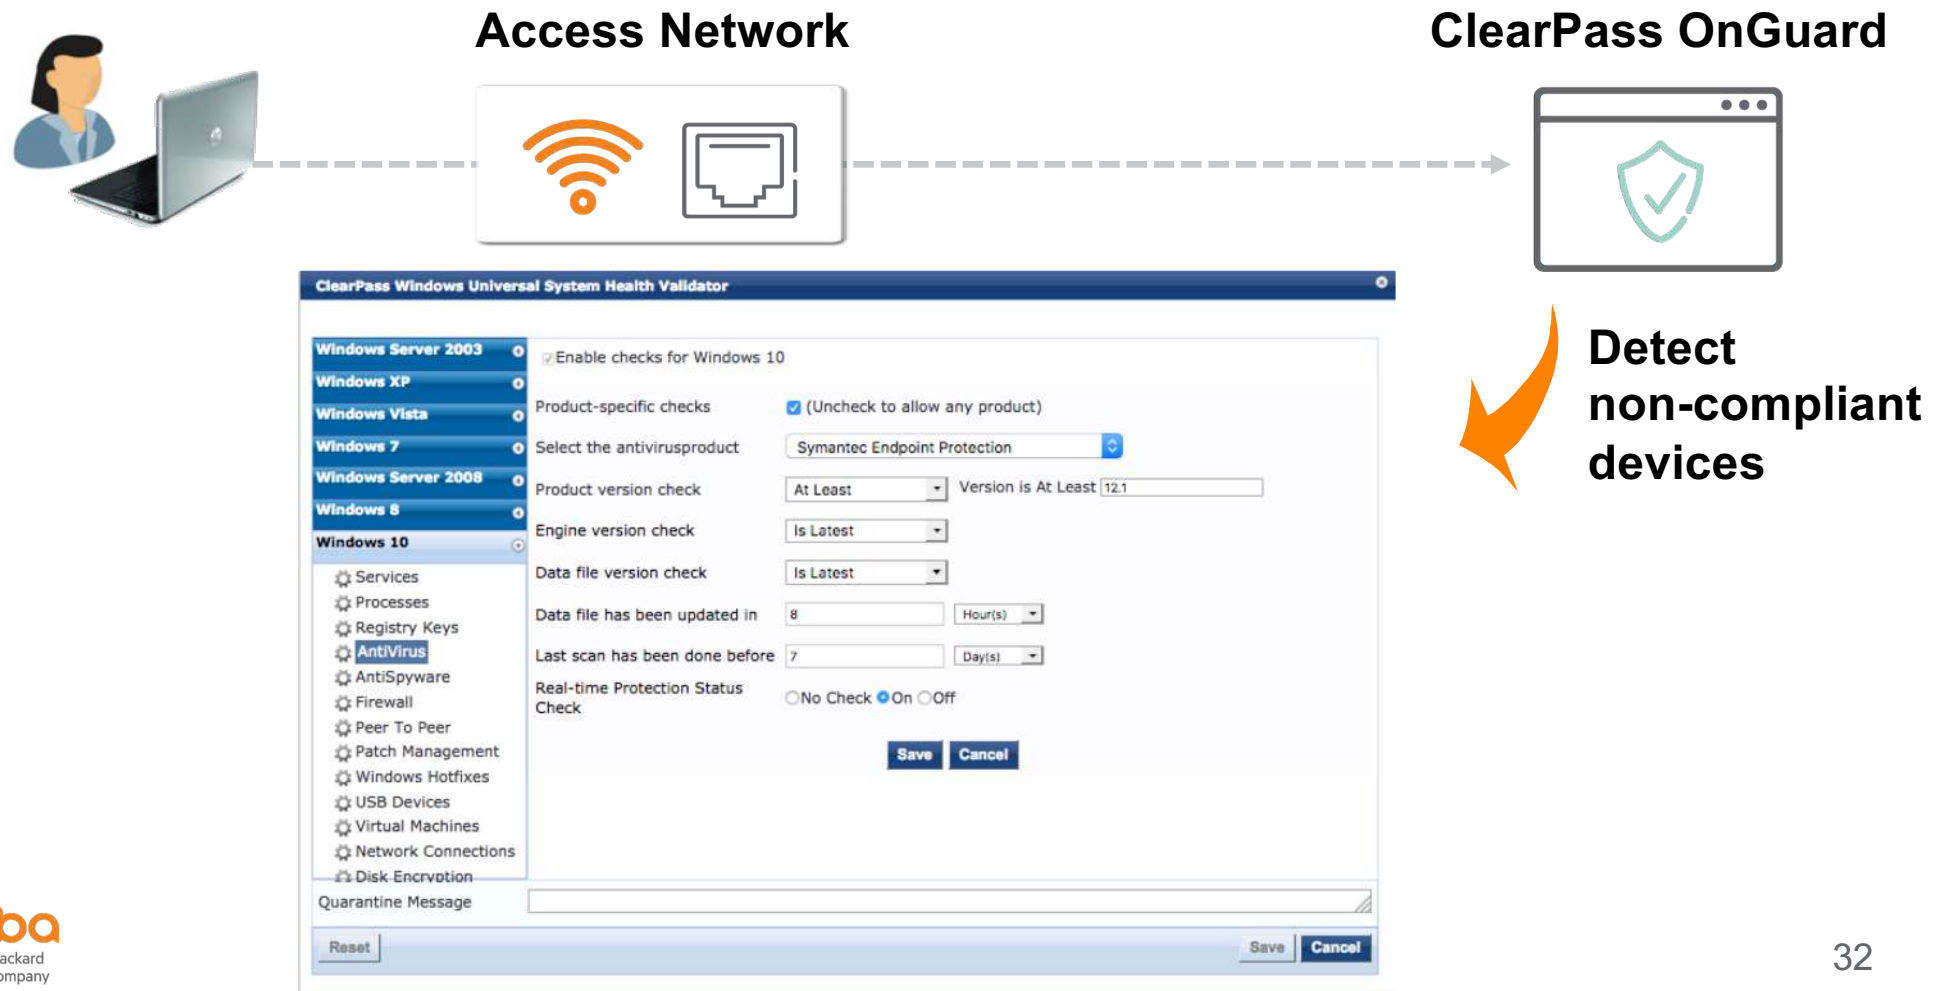 Access Network
ClearPass OnGuard
ClearPass Windows Universal System Health Validator
Windows Server 2003
Windows XP
Windows Vista
Windows 7
Windows Server 2008
Windows 8
Windows 10
Services
Processes
Registry Keys
AntiVirus
AntiSpyware
Firewall
Peer To Peer
Patch Management
Windows Hotfixes
USB Devices
Virtual Machines
Network Connections
Disk Encryption
Enable checks for Windows 10
Product-specific checks (Uncheck to allow any product)
Select the antivirusproduct Symantec Endpoint Protection
Product version check At Least Version is At Least 12.1
Engine version check Is Latest
Data file version check Is Latest
Data file has been updated in 8 Hour(s)
Last scan has been done before 7 Day(s)
Real-time Protection Status
Check
No Check On Off
Save Cancel
Quarantine Message
Reset Save Cancel
Detect
non-compliant
devices
ba
ackard
ompany
32